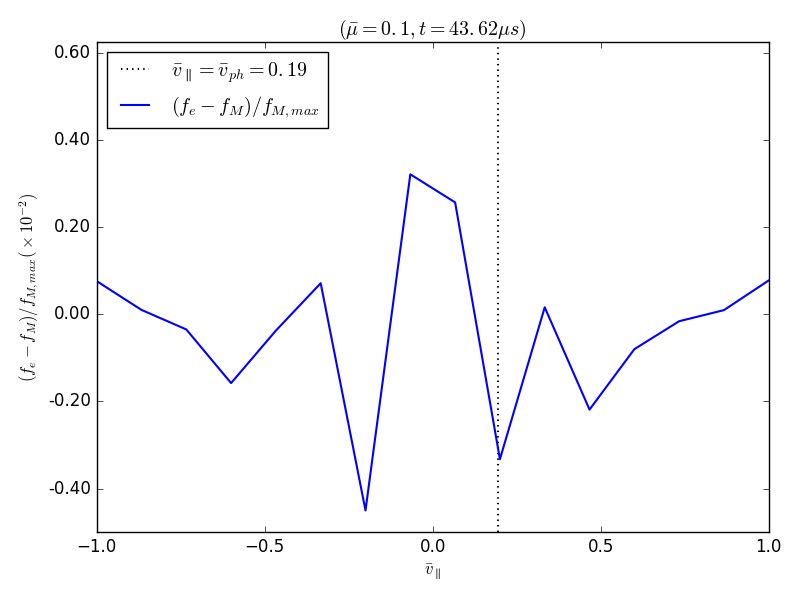 (μ̄ = 0.1, t = 43.62μs)
v̄∥ = v̄ph = 0.19
(fe − fM)/fM,max
0.60
0.40
0.20
0.00
-0.20
-0.40
(fe − fM)/fM,max(×10⁻²)
−1.0 −0.5 0.0 0.5 1.0
v̄∥